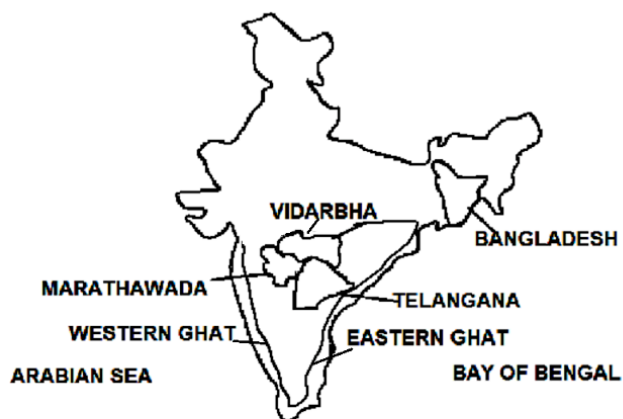 VIDARBHA
BANGLADESH
MARATHAWADA
TELANGANA
WESTERN GHAT
EASTERN GHAT
ARABIAN SEA
BAY OF BENGAL